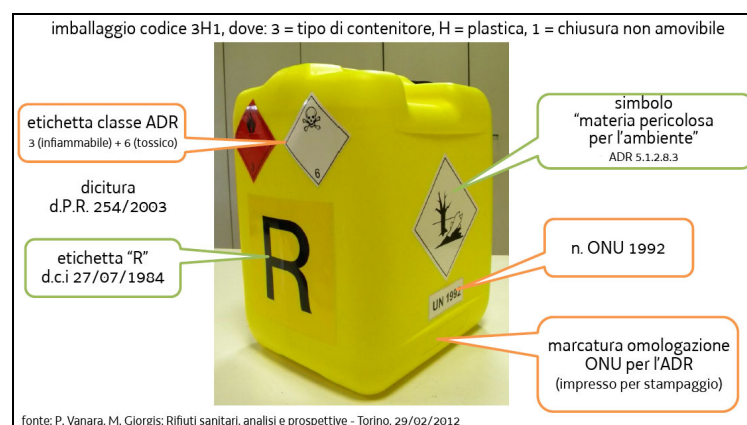 imballaggio codice 3H1, dove: 3 = tipo di contenitore, H = plastica, 1 = chiusura non amovibile
etichetta classe ADR
3 (infiammabile) + 6 (tossico)
dicitura
d.P.R. 254/2003
etichetta "R"
d.c.i 27/07/1984
6
R
UN 1992
simbolo
"materia pericolosa
per l'ambiente"
ADR 5.1.2.8.3
n. ONU 1992
marcatura omologazione
ONU per l'ADR
(impresso per stampaggio)
fonte: P. Vanara, M. Giorgis: Rifiuti sanitari, analisi e prospettive - Torino, 29/02/2012